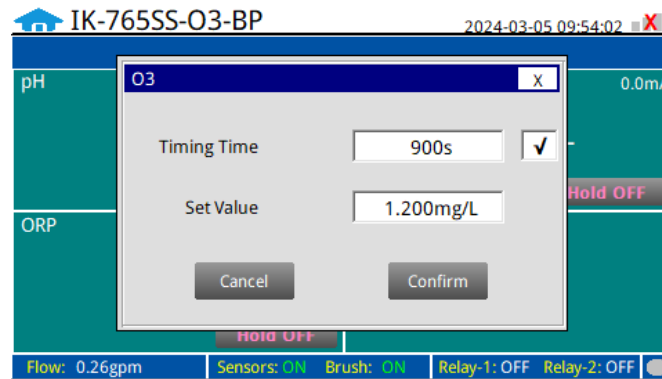 IK-765SS-O3-BP
2024-03-05 09:54:02
pH
O3
X
Timing Time
900s
√
Set Value
1.200mg/L
Cancel
Confirm
Hold OFF
ORP
Hold OFF
Flow: 0.26gpm
Sensors: ON
Brush: ON
Relay-1: OFF
Relay-2: OFF